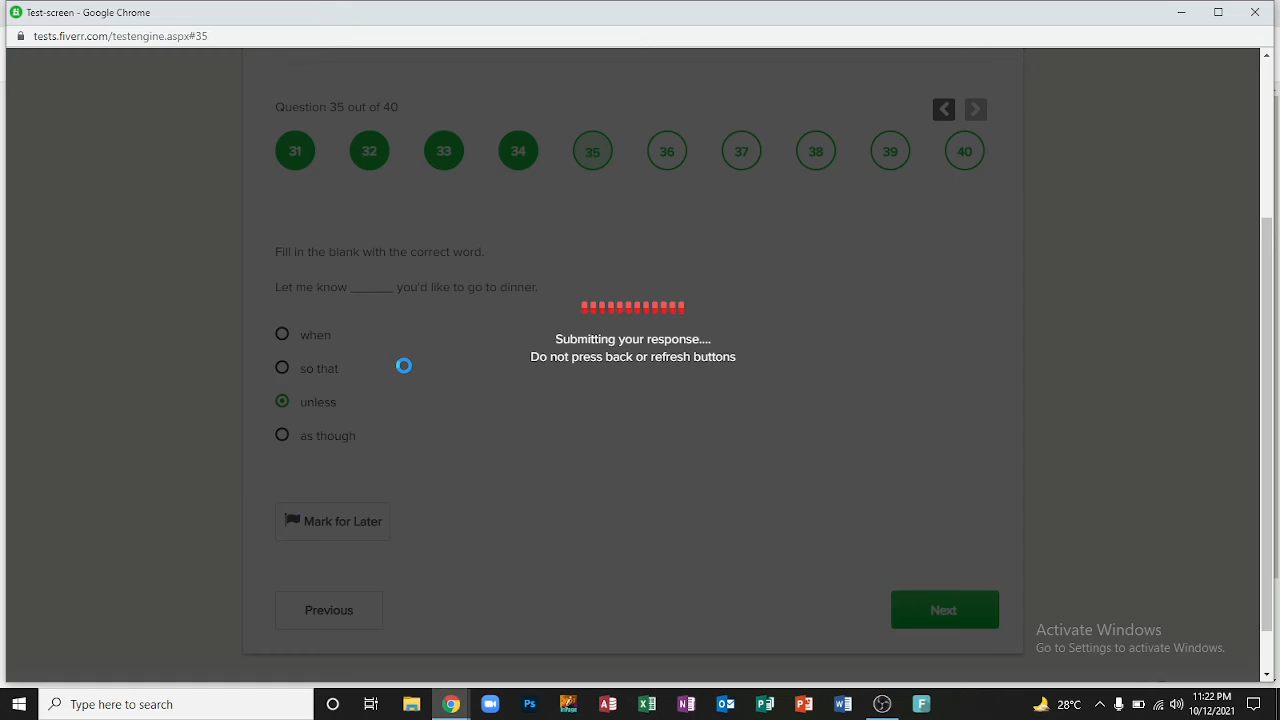 Test-screen - Google Chrome
tests.fiverr.com/testengine.aspx#35
Question 35 out of 40
31 32 33 34 35 36 37 38 39 40
Fill in the blank with the correct word.
Let me know ______ you'd like to go to dinner.
when
so that
unless
as though
Submitting your response....
Do not press back or refresh buttons
Mark for Later
Previous
Next
Activate Windows
Go to Settings to activate Windows.
Type here to search
28°C
11:22 PM
10/12/2021